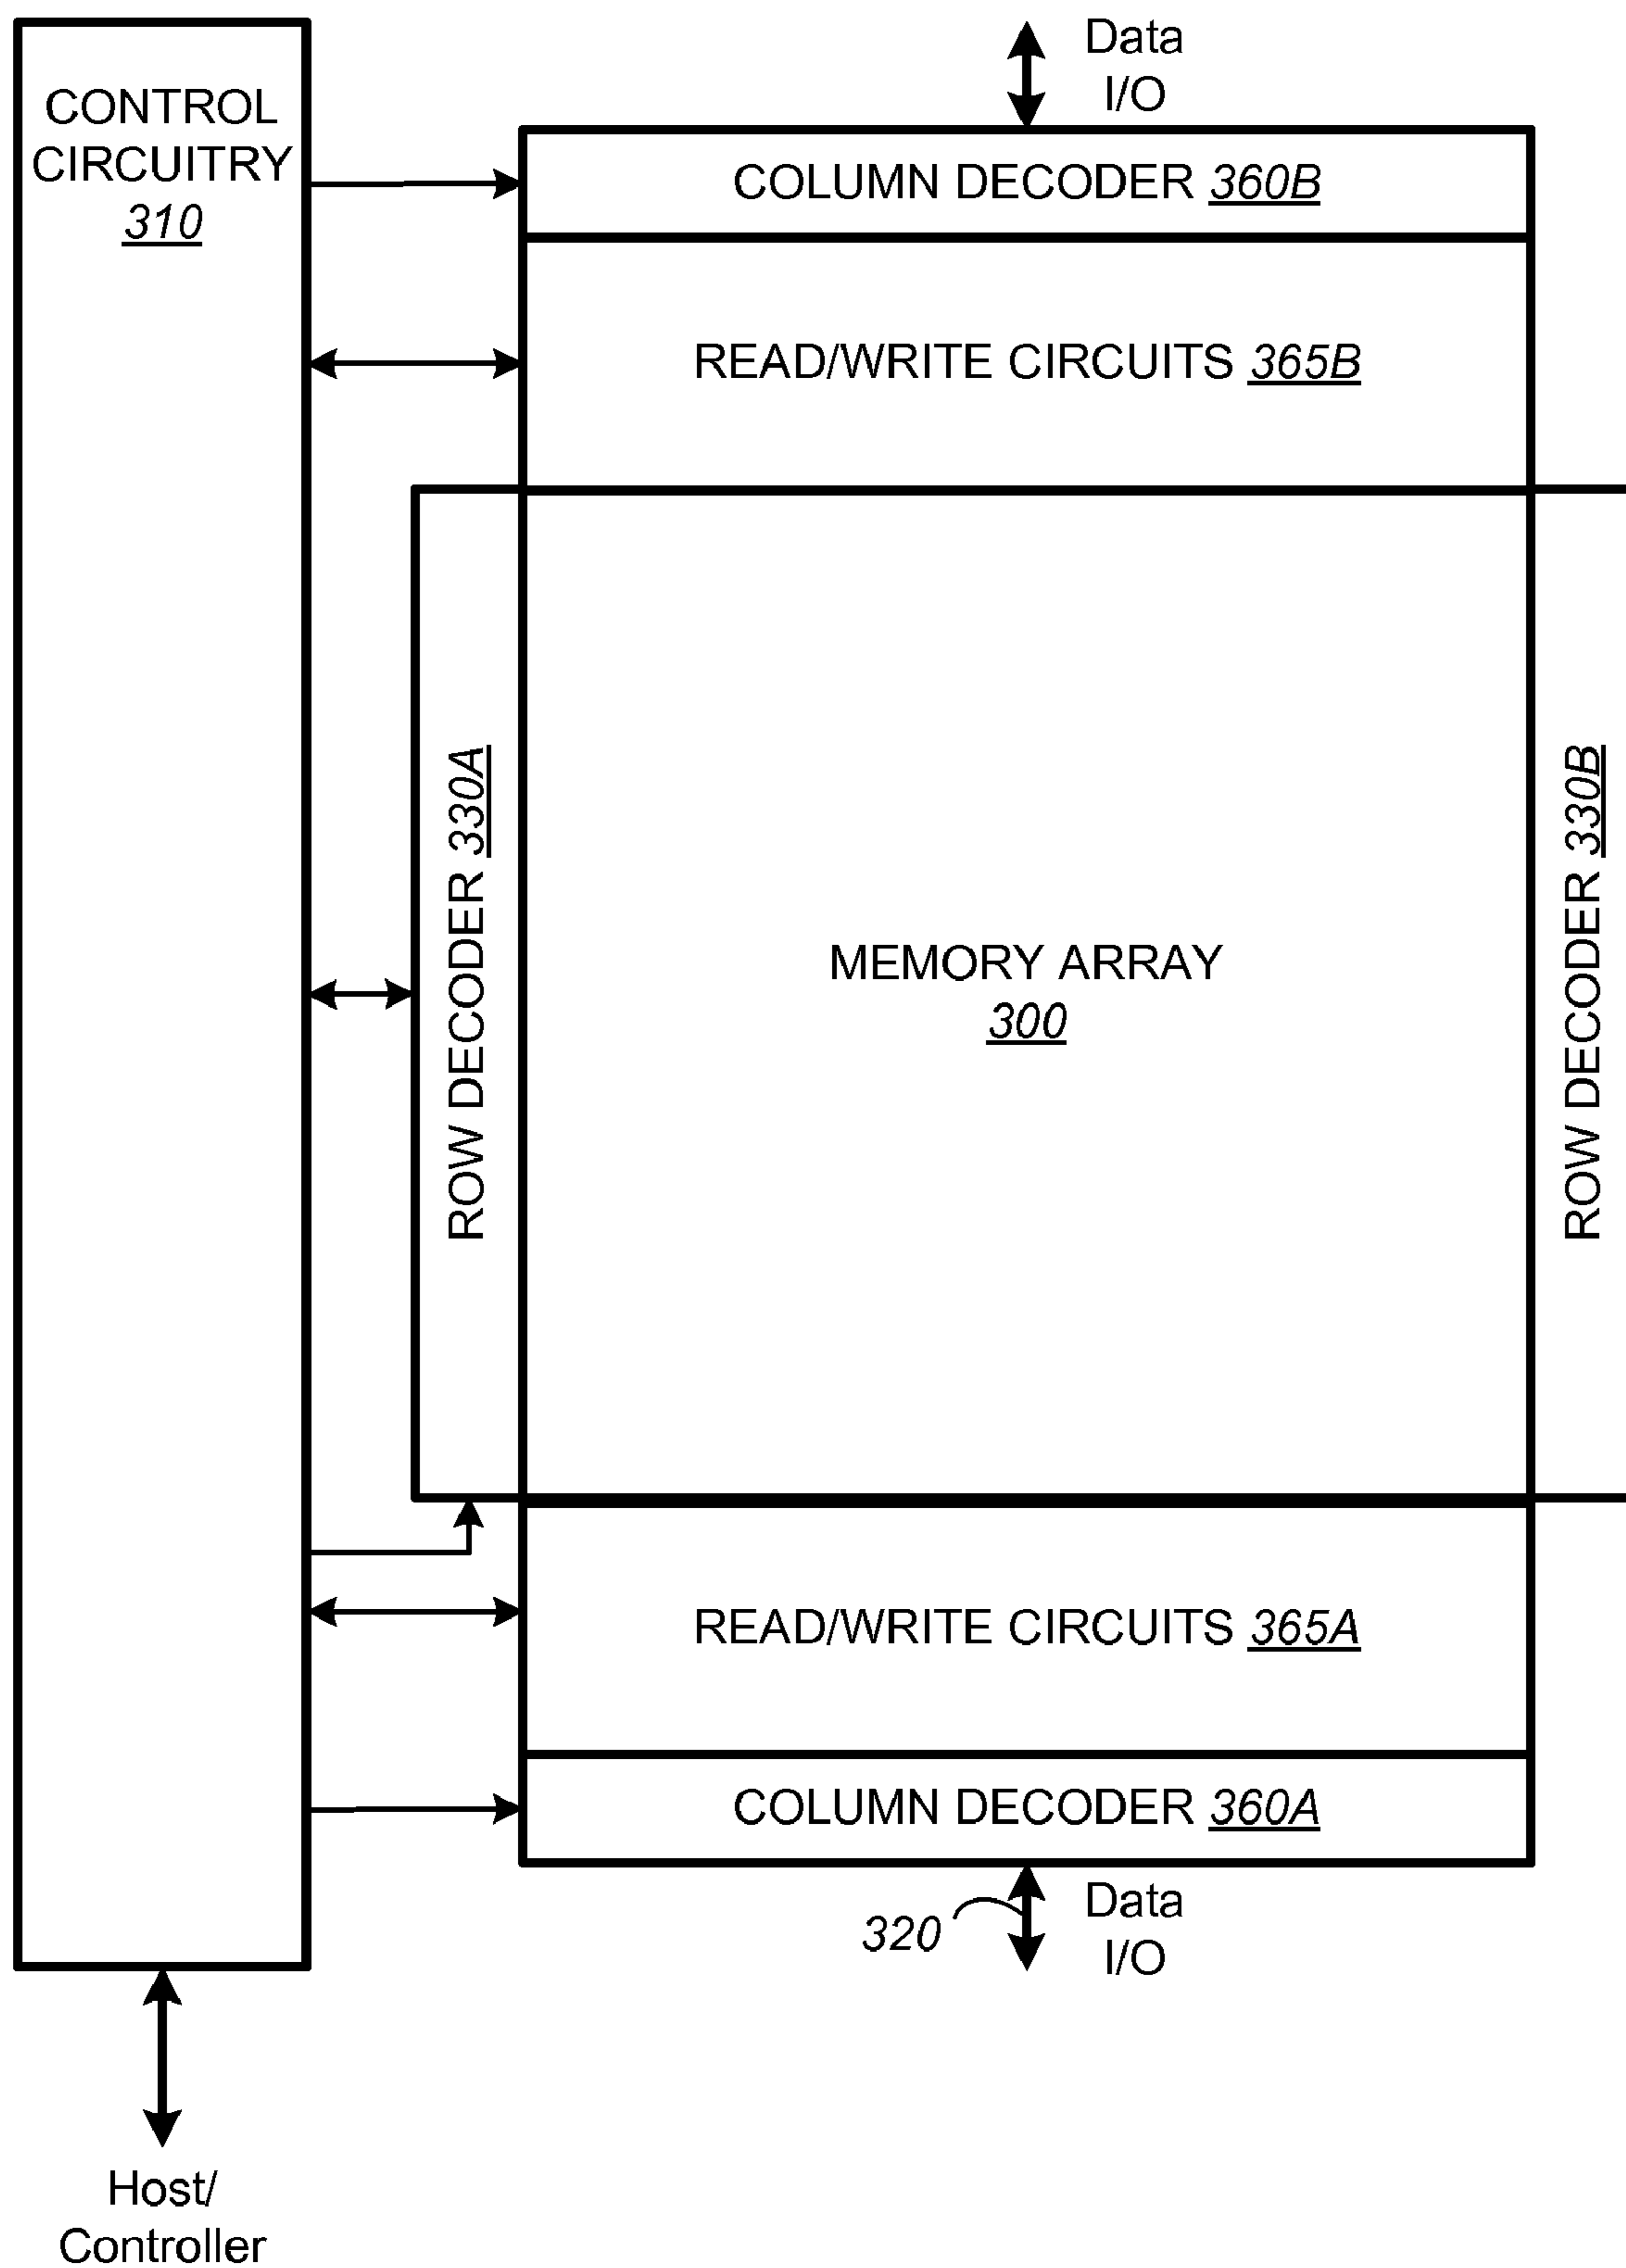 Data
I/O
CONTROL
CIRCUITRY
310
COLUMN DECODER 360B
READ/WRITE CIRCUITS 365B
ROW DECODER 330A
MEMORY ARRAY
300
ROW DECODER 330B
READ/WRITE CIRCUITS 365A
COLUMN DECODER 360A
320
Data
I/O
Host/
Controller